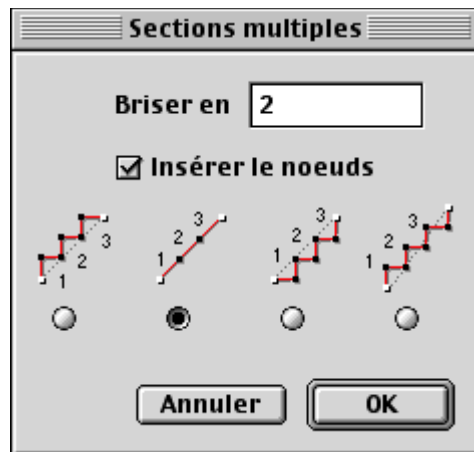 Sections multiples
Briser en 2
Insérer le noeuds
1 2 3
1 2 3
1 2 3
1 2 3
Annuler OK